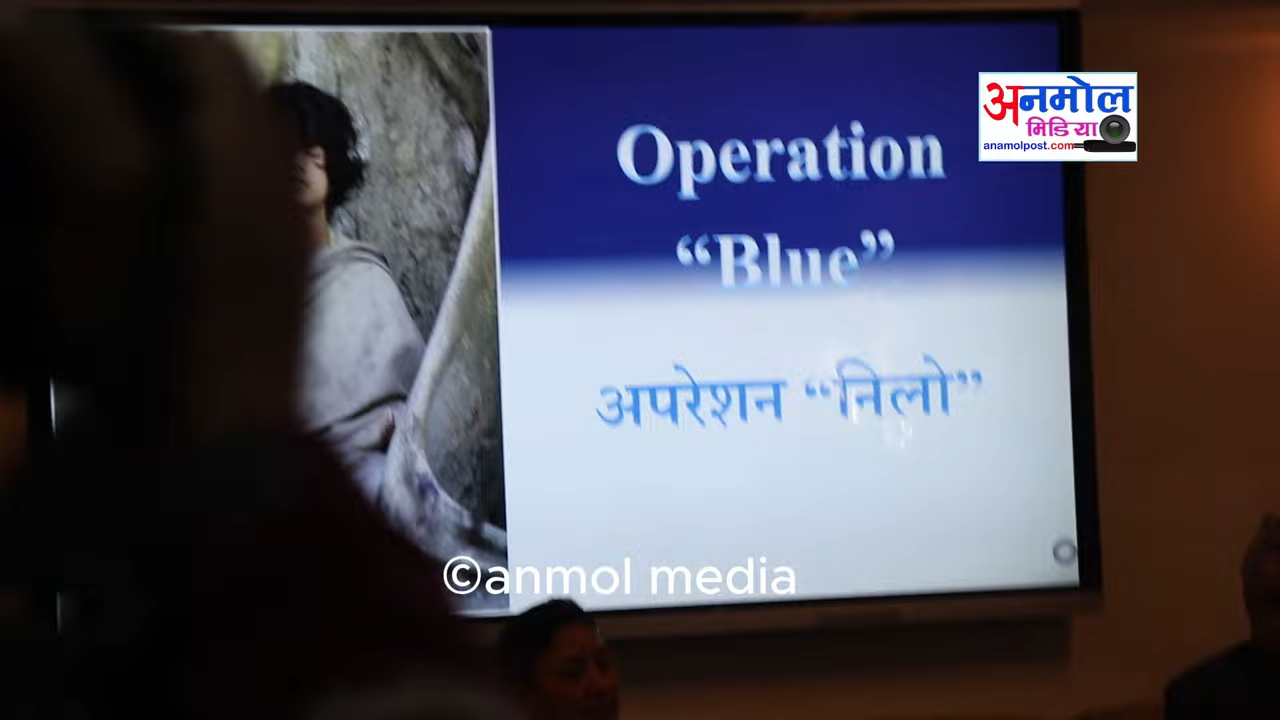 Operation
“Blue”
अपरेशन “निलो”
अनमोल
मिडिया
anamolpost.com
©anmol media